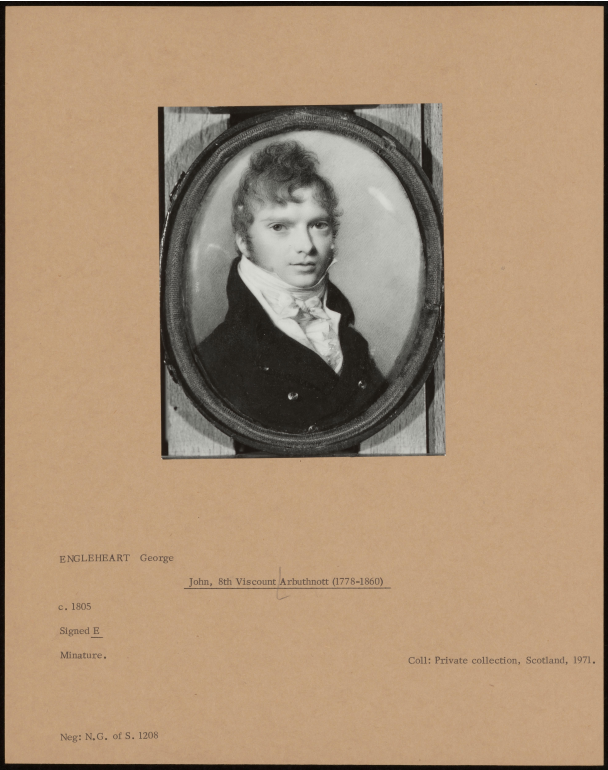 ENGLEHEART George
John, 8th Viscount Arbuthnott (1778-1860)
c. 1805
Signed E
Minature.
Coll: Private collection, Scotland, 1971.
Neg: N.G. of S. 1208